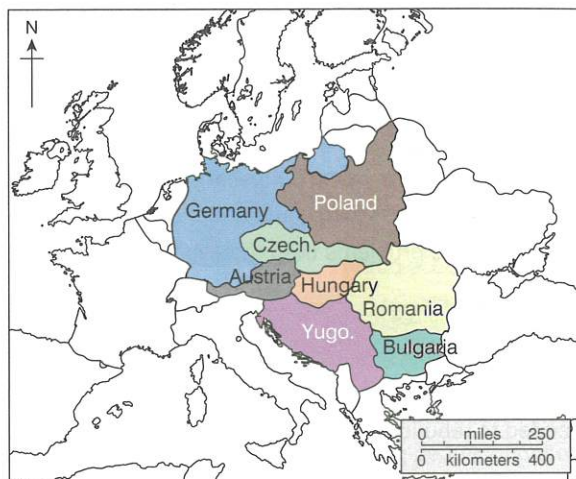 N
Germany
Poland
Czech.
Austria
Hungary
Romania
Yugo.
Bulgaria
0 miles 250
0 kilometers 400